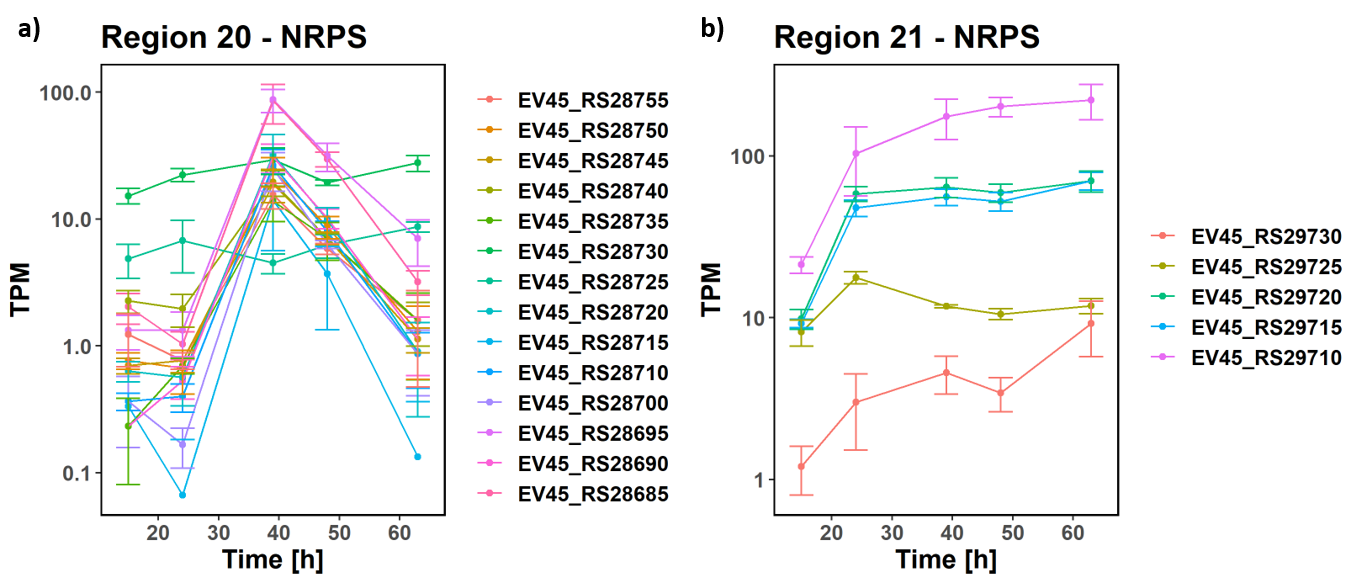 a)
Region 20 - NRPS
TPM
100.0
10.0
1.0
0.1
20
30
40
50
60
Time [h]
EV45_RS28755
EV45_RS28750
EV45_RS28745
EV45_RS28740
EV45_RS28735
EV45_RS28730
EV45_RS28725
EV45_RS28720
EV45_RS28715
EV45_RS28710
EV45_RS28700
EV45_RS28695
EV45_RS28690
EV45_RS28685
b)
Region 21 - NRPS
TPM
100
10
1
20
30
40
50
60
Time [h]
EV45_RS29730
EV45_RS29725
EV45_RS29720
EV45_RS29715
EV45_RS29710